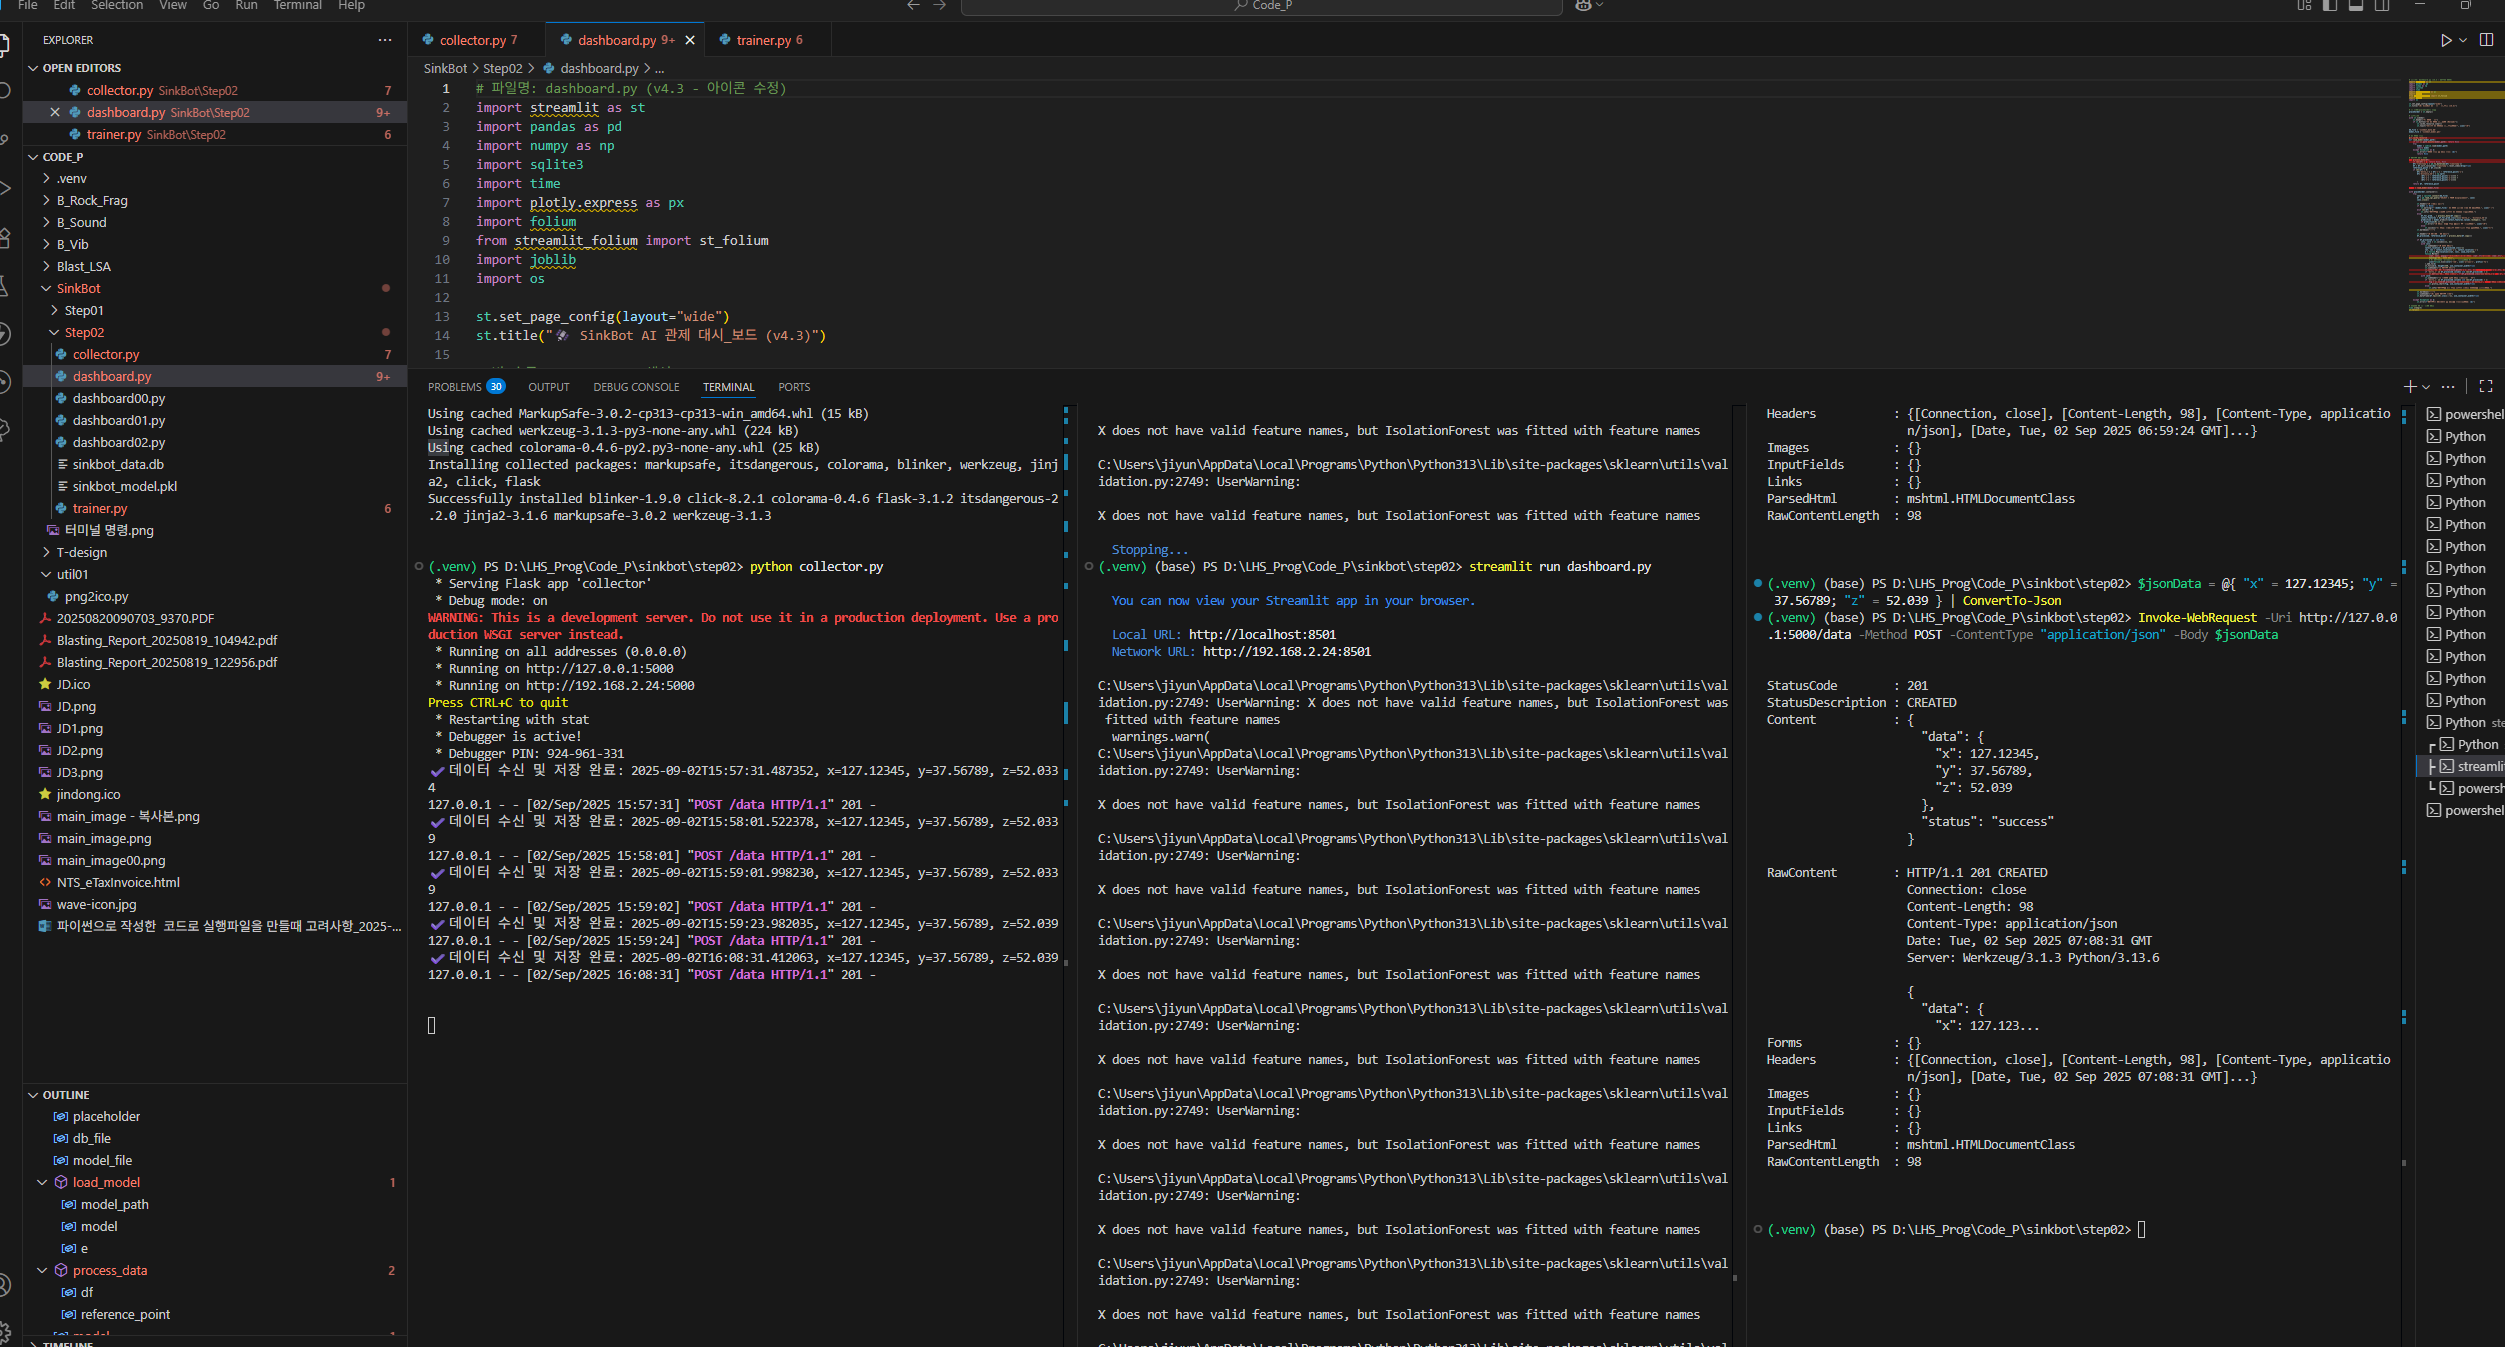 File Edit Selection View Go Run Terminal Help
Code_P
EXPLORER
OPEN EDITORS
collector.py SinkBot\Step02 7
dashboard.py SinkBot\Step02 9+
trainer.py SinkBot\Step02 6
CODE_P
.venv
B_Rock_Frag
B_Sound
B_Vib
Blast_LSA
SinkBot
Step01
Step02
collector.py 7
dashboard.py 9+
dashboard00.py
dashboard01.py
dashboard02.py
sinkbot_data.db
sinkbot_model.pkl
trainer.py 6
터미널 명령.png
T-design
util01
png2ico.py
20250820090703_9370.PDF
Blasting_Report_20250819_104942.pdf
Blasting_Report_20250819_122956.pdf
JD.ico
JD.png
JD1.png
JD2.png
JD3.png
jindong.ico
main_image - 복사본.png
main_image.png
main_image00.png
NTS_eTaxInvoice.html
wave-icon.jpg
파이썬으로 작성한 코드로 실행파일을 만들때 고려사항_2025-...
OUTLINE
placeholder
db_file
model_file
load_model 1
model_path
model
e
process_data 2
df
reference_point
collector.py 7
dashboard.py 9+
trainer.py 6
SinkBot > Step02 > dashboard.py > ...
1 # 파일명: dashboard.py (v4.3 - 아이콘 수정)
2 import streamlit as st
3 import pandas as pd
4 import numpy as np
5 import sqlite3
6 import time
7 import plotly.express as px
8 import folium
9 from streamlit_folium import st_folium
10 import joblib
11 import os
12
13 st.set_page_config(layout="wide")
14 st.title("🛰️ SinkBot AI 관제 대시_보드 (v4.3)")
15
PROBLEMS 30 OUTPUT DEBUG CONSOLE TERMINAL PORTS
Using cached MarkupSafe-3.0.2-cp313-cp313-win_amd64.whl (15 kB)
Using cached werkzeug-3.1.3-py3-none-any.whl (224 kB)
Using cached colorama-0.4.6-py2.py3-none-any.whl (25 kB)
Installing collected packages: markupsafe, itsdangerous, colorama, blinker, werkzeug, jinj
a2, click, flask
Successfully installed blinker-1.9.0 click-8.2.1 colorama-0.4.6 flask-3.1.2 itsdangerous-2
.2.0 jinja2-3.1.6 markupsafe-3.0.2 werkzeug-3.1.3
(.venv) PS D:\LHS_Prog\Code_P\sinkbot\step02> python collector.py
* Serving Flask app 'collector'
* Debug mode: on
WARNING: This is a development server. Do not use it in a production deployment. Use a pro
duction WSGI server instead.
* Running on all addresses (0.0.0.0)
* Running on http://127.0.0.1:5000
* Running on http://192.168.2.24:5000
Press CTRL+C to quit
* Restarting with stat
* Debugger is active!
* Debugger PIN: 924-961-331
✔ 데이터 수신 및 저장 완료: 2025-09-02T15:57:31.487352, x=127.12345, y=37.56789, z=52.033
4
127.0.0.1 - - [02/Sep/2025 15:57:31] "POST /data HTTP/1.1" 201 -
✔ 데이터 수신 및 저장 완료: 2025-09-02T15:58:01.522378, x=127.12345, y=37.56789, z=52.033
9
127.0.0.1 - - [02/Sep/2025 15:58:01] "POST /data HTTP/1.1" 201 -
✔ 데이터 수신 및 저장 완료: 2025-09-02T15:59:01.998230, x=127.12345, y=37.56789, z=52.033
9
127.0.0.1 - - [02/Sep/2025 15:59:02] "POST /data HTTP/1.1" 201 -
✔ 데이터 수신 및 저장 완료: 2025-09-02T15:59:23.982035, x=127.12345, y=37.56789, z=52.039
127.0.0.1 - - [02/Sep/2025 15:59:24] "POST /data HTTP/1.1" 201 -
✔ 데이터 수신 및 저장 완료: 2025-09-02T16:08:31.412063, x=127.12345, y=37.56789, z=52.039
127.0.0.1 - - [02/Sep/2025 16:08:31] "POST /data HTTP/1.1" 201 -
X does not have valid feature names, but IsolationForest was fitted with feature names
C:\Users\jiyun\AppData\Local\Programs\Python\Python313\Lib\site-packages\sklearn\utils\val
idation.py:2749: UserWarning:
X does not have valid feature names, but IsolationForest was fitted with feature names
Stopping...
(.venv) (base) PS D:\LHS_Prog\Code_P\sinkbot\step02> streamlit run dashboard.py
You can now view your Streamlit app in your browser.
Local URL: http://localhost:8501
Network URL: http://192.168.2.24:8501
C:\Users\jiyun\AppData\Local\Programs\Python\Python313\Lib\site-packages\sklearn\utils\val
idation.py:2749: UserWarning: X does not have valid feature names, but IsolationForest was
fitted with feature names
warnings.warn(
C:\Users\jiyun\AppData\Local\Programs\Python\Python313\Lib\site-packages\sklearn\utils\val
idation.py:2749: UserWarning:
X does not have valid feature names, but IsolationForest was fitted with feature names
C:\Users\jiyun\AppData\Local\Programs\Python\Python313\Lib\site-packages\sklearn\utils\val
idation.py:2749: UserWarning:
X does not have valid feature names, but IsolationForest was fitted with feature names
C:\Users\jiyun\AppData\Local\Programs\Python\Python313\Lib\site-packages\sklearn\utils\val
idation.py:2749: UserWarning:
X does not have valid feature names, but IsolationForest was fitted with feature names
C:\Users\jiyun\AppData\Local\Programs\Python\Python313\Lib\site-packages\sklearn\utils\val
idation.py:2749: UserWarning:
X does not have valid feature names, but IsolationForest was fitted with feature names
C:\Users\jiyun\AppData\Local\Programs\Python\Python313\Lib\site-packages\sklearn\utils\val
idation.py:2749: UserWarning:
X does not have valid feature names, but IsolationForest was fitted with feature names
C:\Users\jiyun\AppData\Local\Programs\Python\Python313\Lib\site-packages\sklearn\utils\val
idation.py:2749: UserWarning:
X does not have valid feature names, but IsolationForest was fitted with feature names
C:\Users\jiyun\AppData\Local\Programs\Python\Python313\Lib\site-packages\sklearn\utils\val
idation.py:2749: UserWarning:
X does not have valid feature names, but IsolationForest was fitted with feature names
Headers : {[Connection, close], [Content-Length, 98], [Content-Type, applicatio
n/json], [Date, Tue, 02 Sep 2025 06:59:24 GMT]...}
Images : {}
InputFields : {}
Links : {}
ParsedHtml : mshtml.HTMLDocumentClass
RawContentLength : 98
(.venv) (base) PS D:\LHS_Prog\Code_P\sinkbot\step02> $jsonData = @{ "x" = 127.12345; "y" =
37.56789; "z" = 52.039 } | ConvertTo-Json
(.venv) (base) PS D:\LHS_Prog\Code_P\sinkbot\step02> Invoke-WebRequest -Uri http://127.0.0
.1:5000/data -Method POST -ContentType "application/json" -Body $jsonData
StatusCode : 201
StatusDescription : CREATED
Content : {
"data": {
"x": 127.12345,
"y": 37.56789,
"z": 52.039
},
"status": "success"
}
RawContent : HTTP/1.1 201 CREATED
Connection: close
Content-Length: 98
Content-Type: application/json
Date: Tue, 02 Sep 2025 07:08:31 GMT
Server: Werkzeug/3.1.3 Python/3.13.6
{
"data": {
"x": 127.123...
Forms : {}
Headers : {[Connection, close], [Content-Length, 98], [Content-Type, applicatio
n/json], [Date, Tue, 02 Sep 2025 07:08:31 GMT]...}
Images : {}
InputFields : {}
Links : {}
ParsedHtml : mshtml.HTMLDocumentClass
RawContentLength : 98
(.venv) (base) PS D:\LHS_Prog\Code_P\sinkbot\step02>
powershel
Python
Python
Python
Python
Python
Python
Python
Python
Python
Python
Python
Python
Python
Python ste
Python
streamli
powersh
powershel